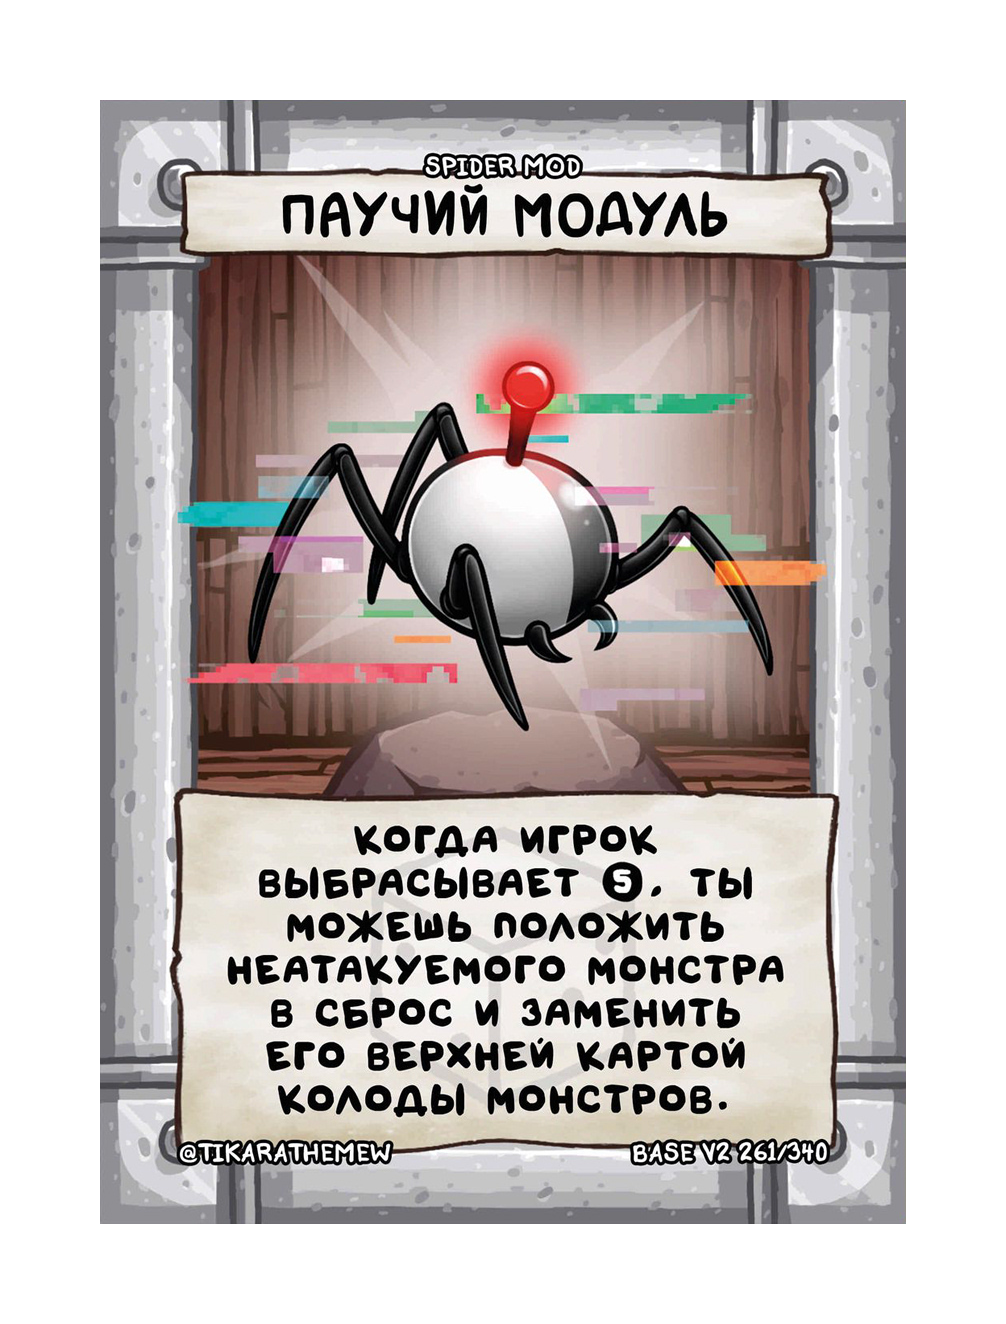 SPIDER MOD
ПАУЧИЙ МОДУЛЬ
КОГДА ИГРОК
ВЫБРАСЫВАЕТ 5, ТЫ
МОЖЕШЬ ПОЛОЖИТЬ
НЕАТАКУЕМОГО МОНСТРА
В СБРОС И ЗАМЕНИТЬ
ЕГО ВЕРХНЕЙ КАРТОЙ
КОЛОДЫ МОНСТРОВ.
@TIKARATHEMEW
BASE V2 261/340